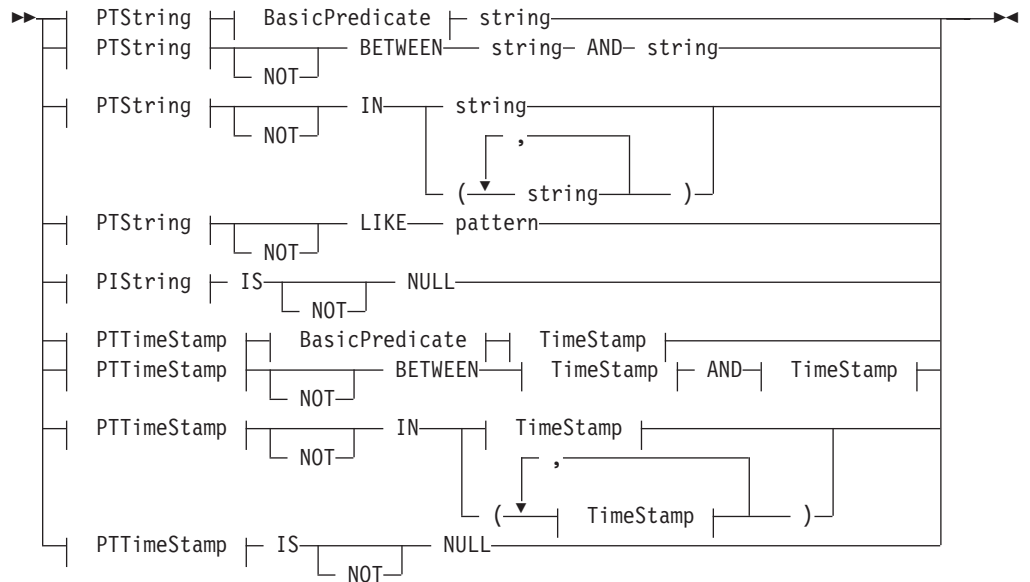 PTString BasicPredicate string
PTString BETWEEN string AND string
NOT
PTString IN string
NOT ,
( string )
PTString LIKE pattern
NOT
PIString IS NULL
NOT
PTTimeStamp BasicPredicate TimeStamp
PTTimeStamp BETWEEN TimeStamp AND TimeStamp
NOT
PTTimeStamp IN TimeStamp
NOT ,
( TimeStamp )
PTTimeStamp IS NULL
NOT